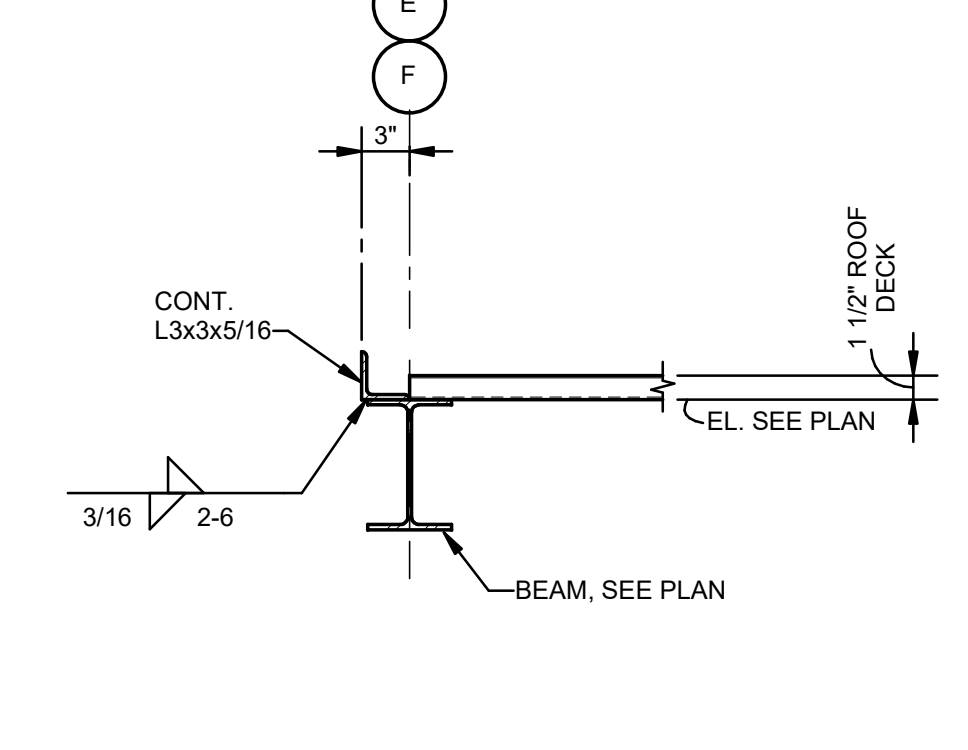 E
F
3"
CONT.
L3x3x5/16
1 1/2" ROOF
DECK
EL. SEE PLAN
3/16
2-6
BEAM, SEE PLAN